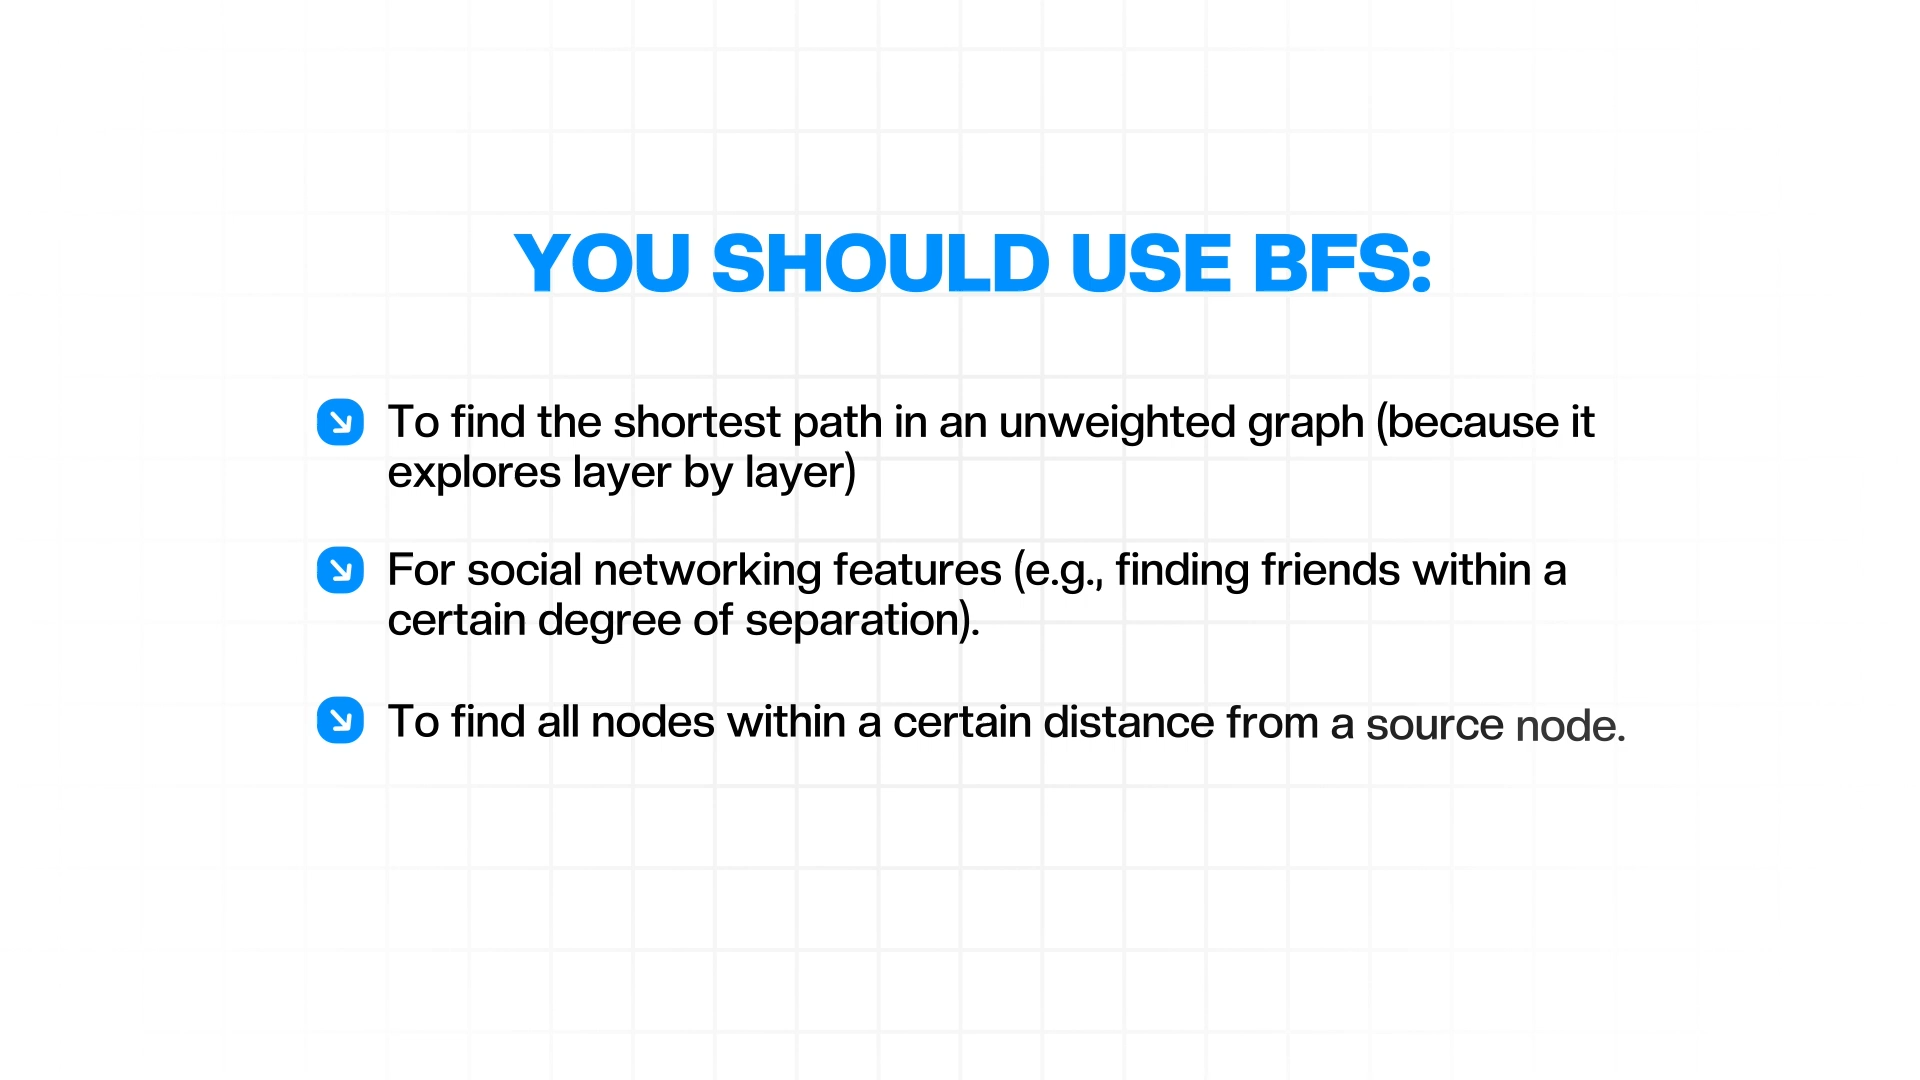 YOU SHOULD USE BFS:
To find the shortest path in an unweighted graph (because it
explores layer by layer)
For social networking features (e.g., finding friends within a
certain degree of separation).
To find all nodes within a certain distance from a source node.